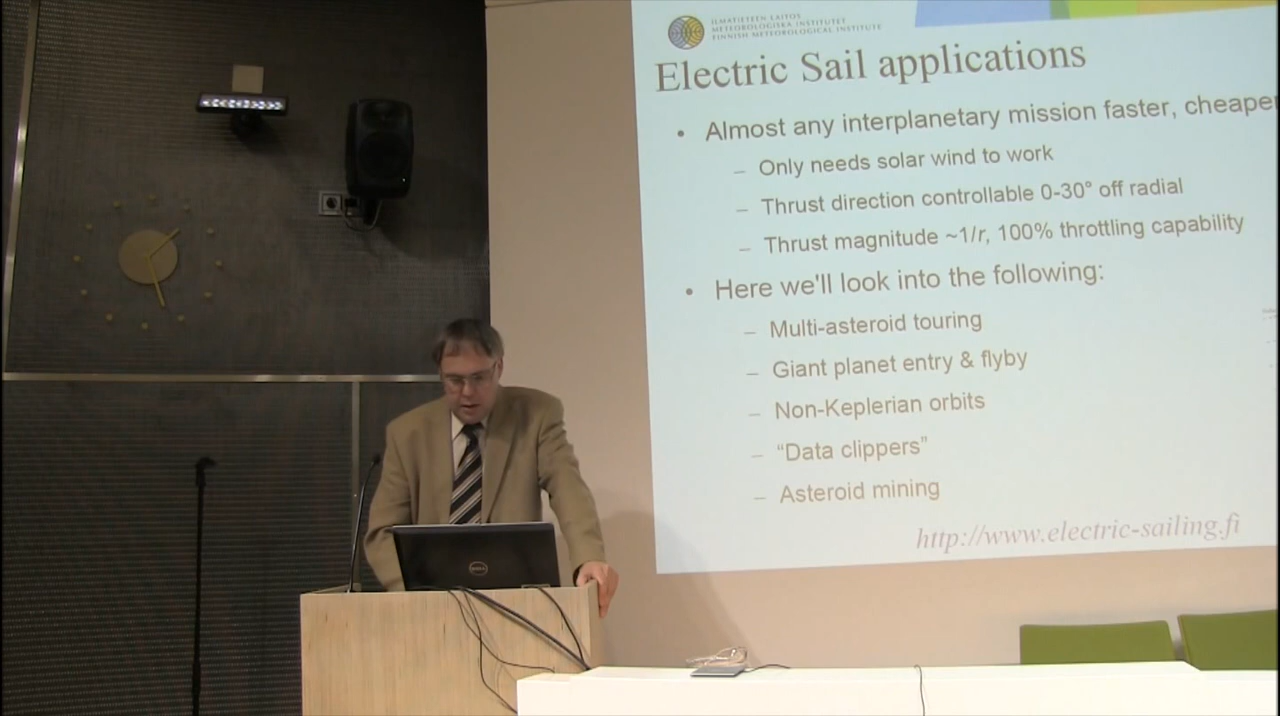 ILMATIETEEN LAITOS
METEOROLOGISKA INSTITUTET
FINNISH METEOROLOGICAL INSTITUTE
Electric Sail applications
• Almost any interplanetary mission faster, cheape
– Only needs solar wind to work
– Thrust direction controllable 0-30° off radial
– Thrust magnitude ~1/r, 100% throttling capability
• Here we'll look into the following:
– Multi-asteroid touring
– Giant planet entry & flyby
– Non-Keplerian orbits
– “Data clippers”
– Asteroid mining
http://www.electric-sailing.fi
DELL